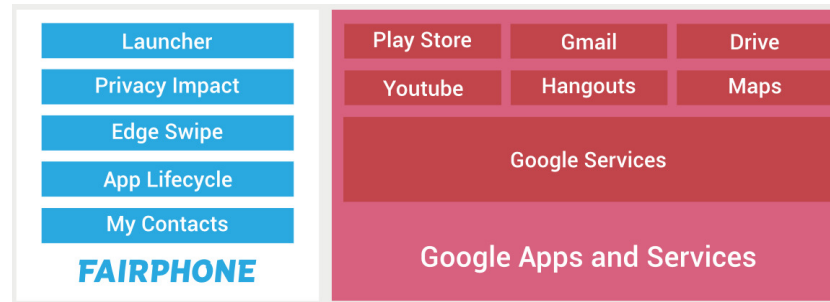 Launcher
Privacy Impact
Edge Swipe
App Lifecycle
My Contacts
FAIRPHONE
Play Store Gmail Drive
Youtube Hangouts Maps
Google Services
Google Apps and Services